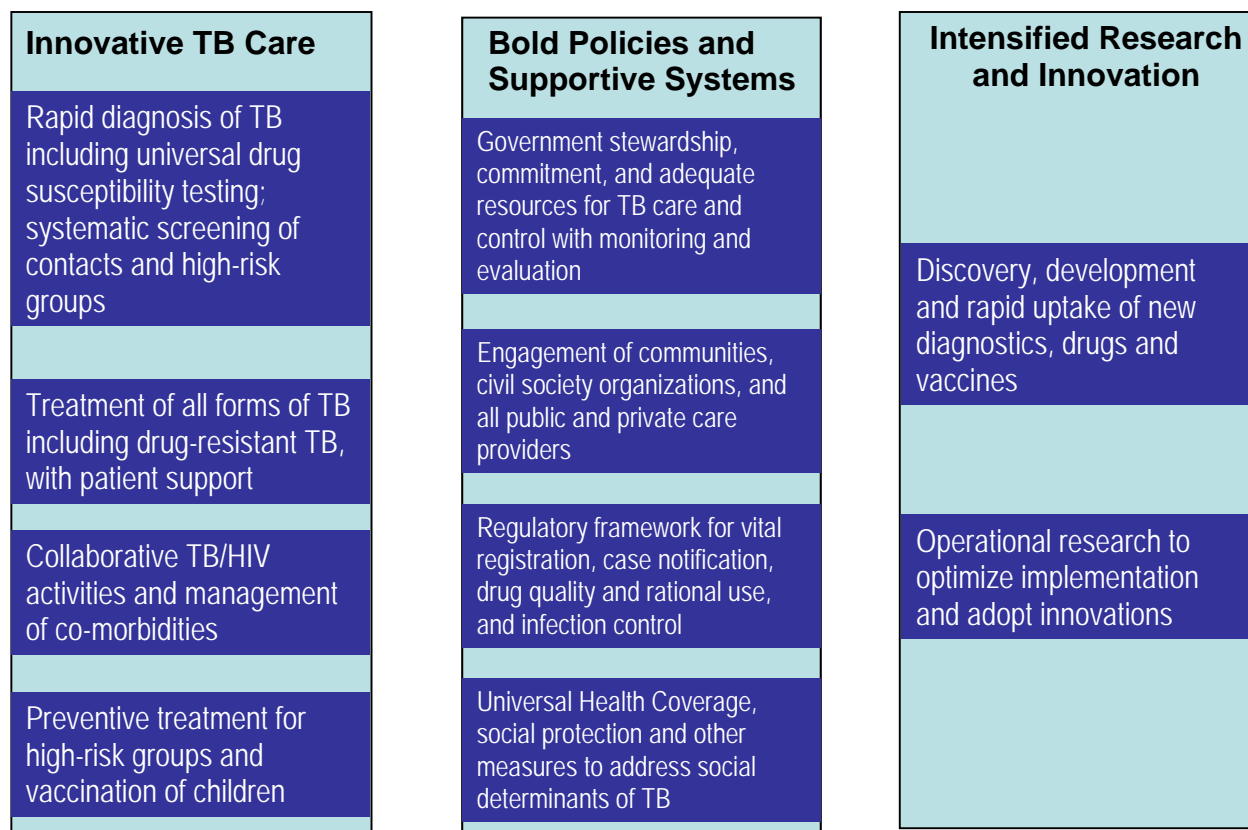 Innovative TB Care
Rapid diagnosis of TB
including universal drug
susceptibility testing;
systematic screening of
contacts and high-risk
groups
Treatment of all forms of TB
including drug-resistant TB,
with patient support
Collaborative TB/HIV
activities and management
of co-morbidities
Preventive treatment for
high-risk groups and
vaccination of children
Bold Policies and
Supportive Systems
Government stewardship,
commitment, and adequate
resources for TB care and
control with monitoring and
evaluation
Engagement of communities,
civil society organizations, and
all public and private care
providers
Regulatory framework for vital
registration, case notification,
drug quality and rational use,
and infection control
Universal Health Coverage,
social protection and other
measures to address social
determinants of TB
Intensified Research
and Innovation
Discovery, development
and rapid uptake of new
diagnostics, drugs and
vaccines
Operational research to
optimize implementation
and adopt innovations